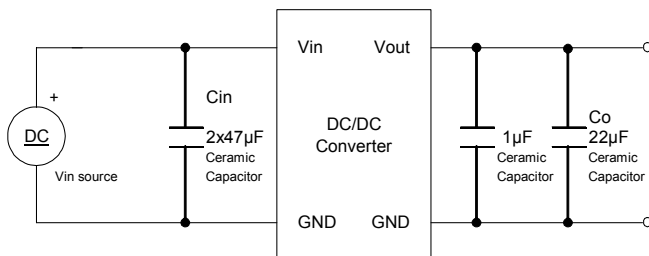 Vin Vout
+
Cin
Co
DC
2x47µF
DC/DC
Converter
1µF
22µF
Ceramic
Capacitor
Ceramic
Capacitor
Ceramic
Capacitor
Vin source
GND GND